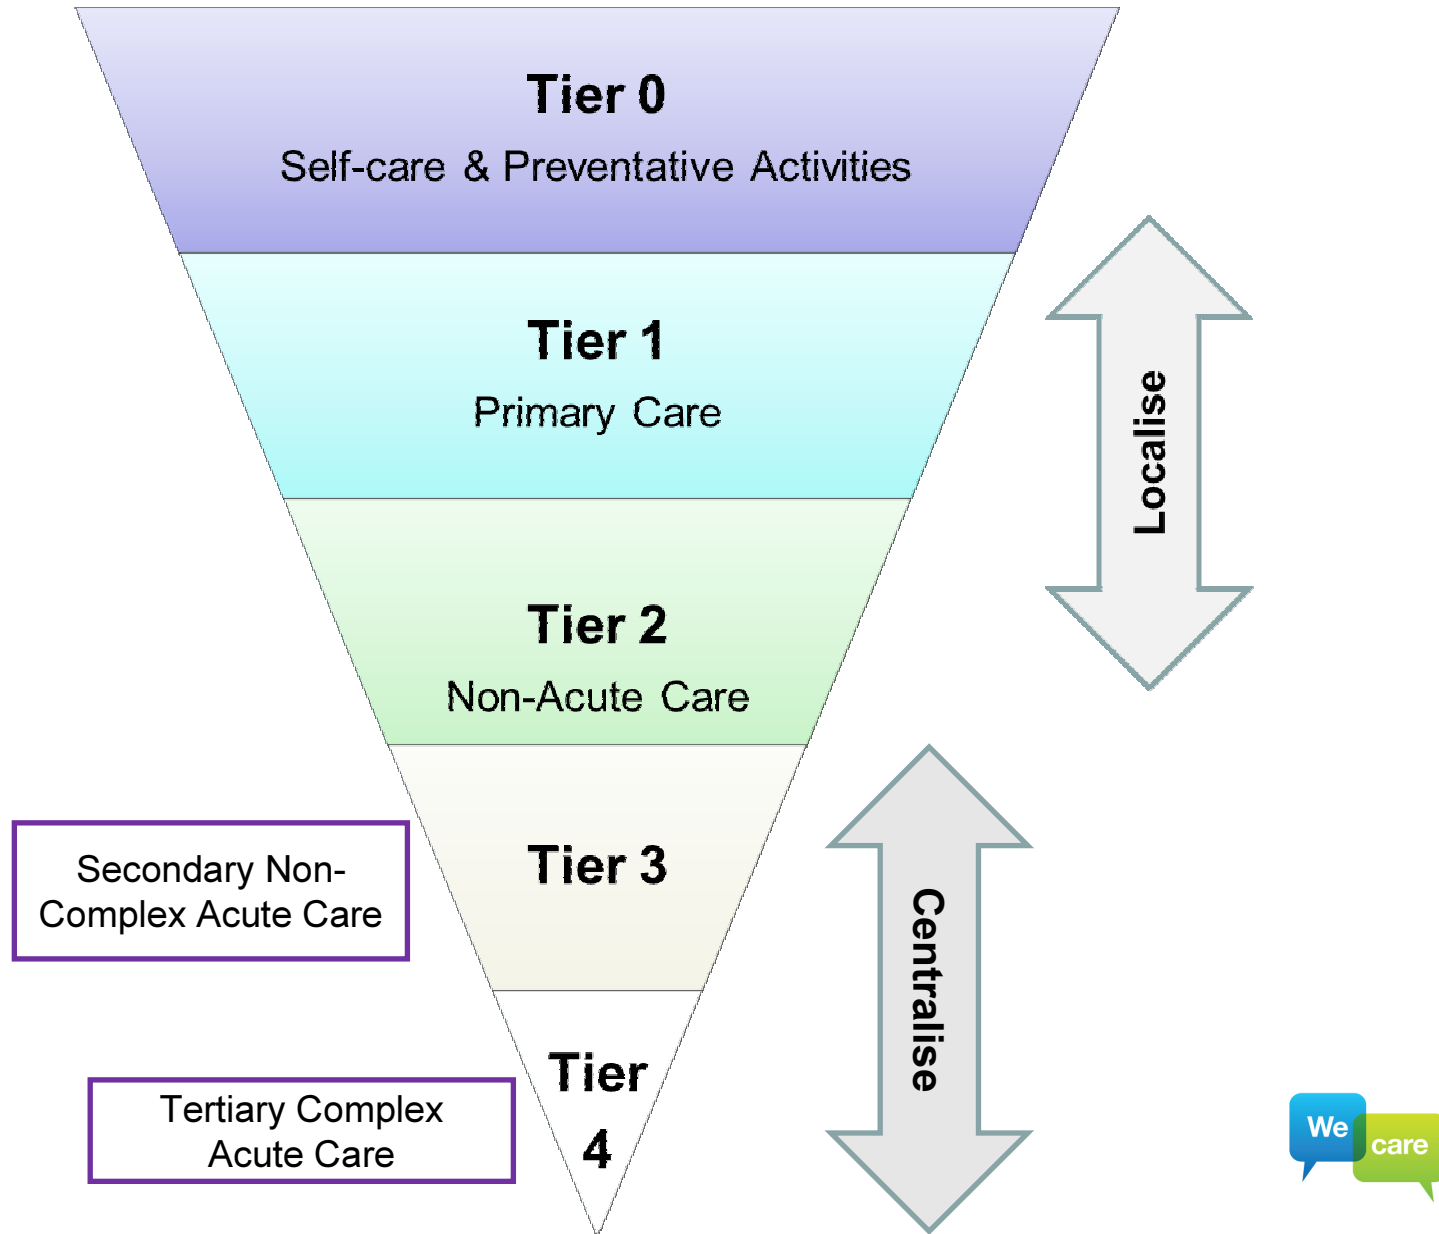 Tier 0
Self-care & Preventative Activities
Tier 1
Primary Care
Localise
Tier 2
Non-Acute Care
Secondary Non-
Complex Acute Care
Tier 3
Centralise
Tier
4
Tertiary Complex
Acute Care
We
care